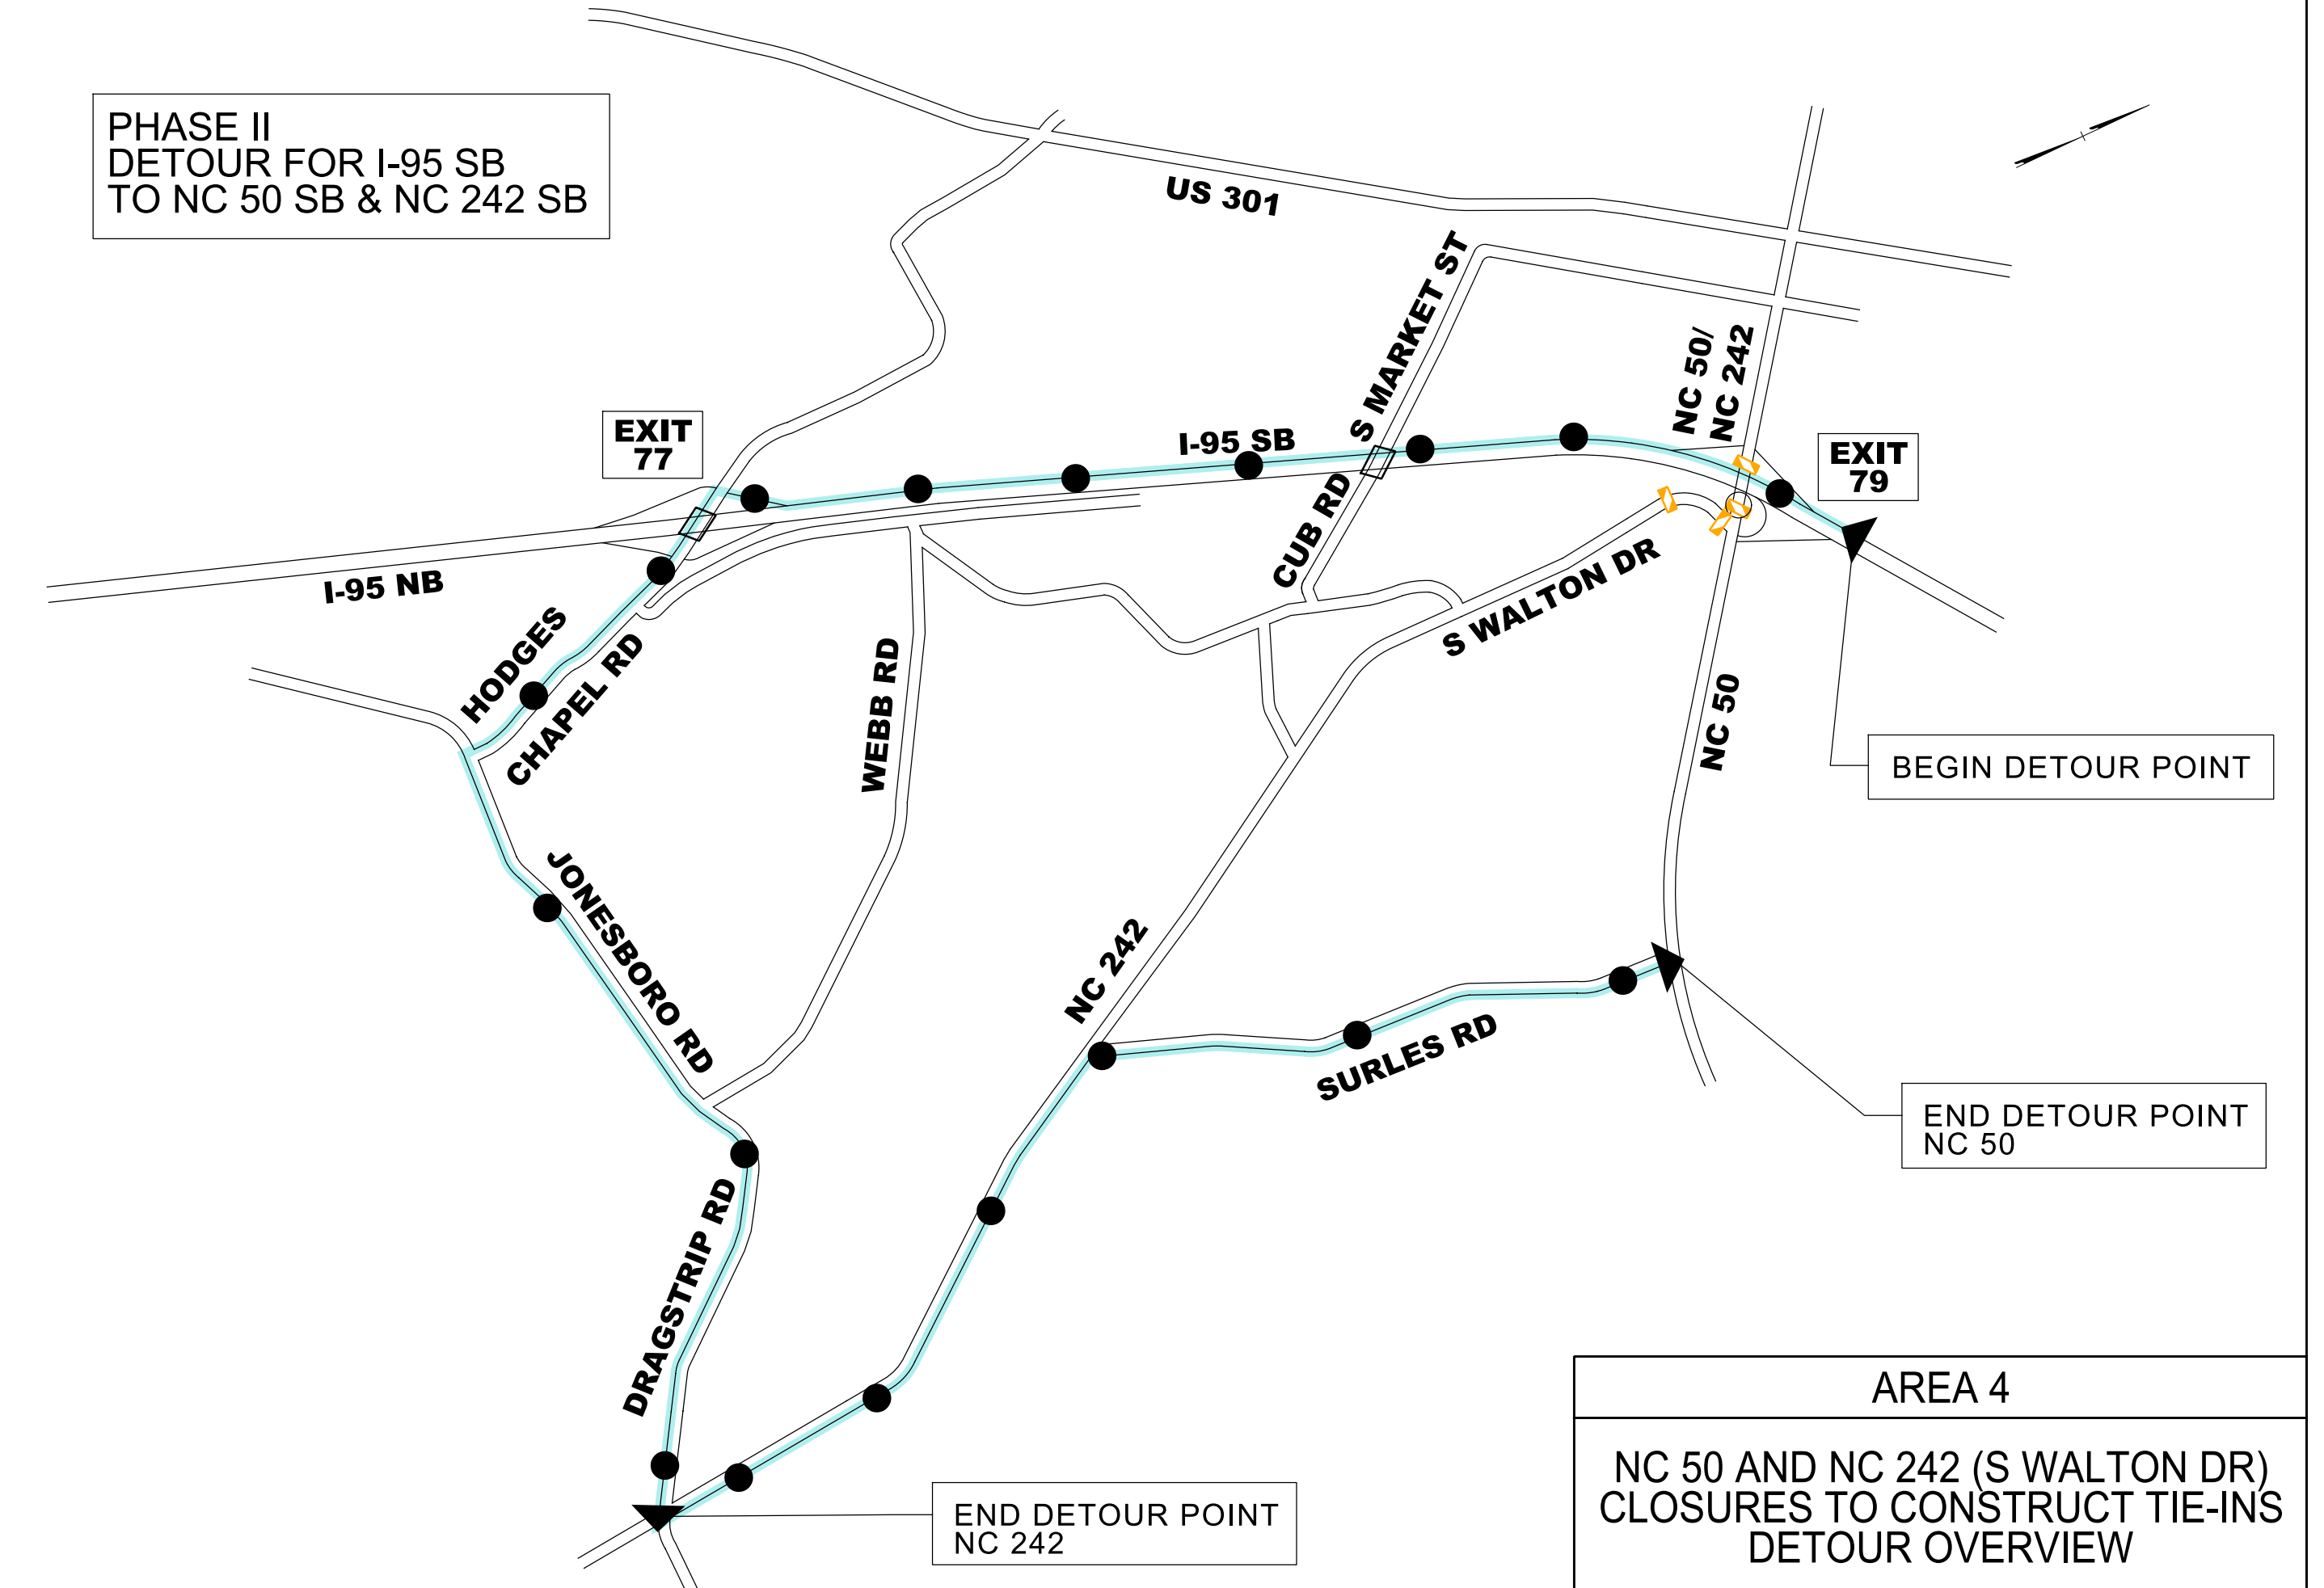 PHASE II
DETOUR FOR I-95 SB
TO NC 50 SB & NC 242 SB
US 301
S MARKET ST
NC 50/
NC 242
EXIT
77
I-95 SB
EXIT
79
I-95 NB
CUB RD
S WALTON DR
HODGES
CHAPEL RD
WEBB RD
NC 50
BEGIN DETOUR POINT
JONESBORO RD
NC 242
SURLES RD
END DETOUR POINT
NC 50
DRAGSTRIP RD
END DETOUR POINT
NC 242
AREA 4
NC 50 AND NC 242 (S WALTON DR)
CLOSURES TO CONSTRUCT TIE-INS
DETOUR OVERVIEW